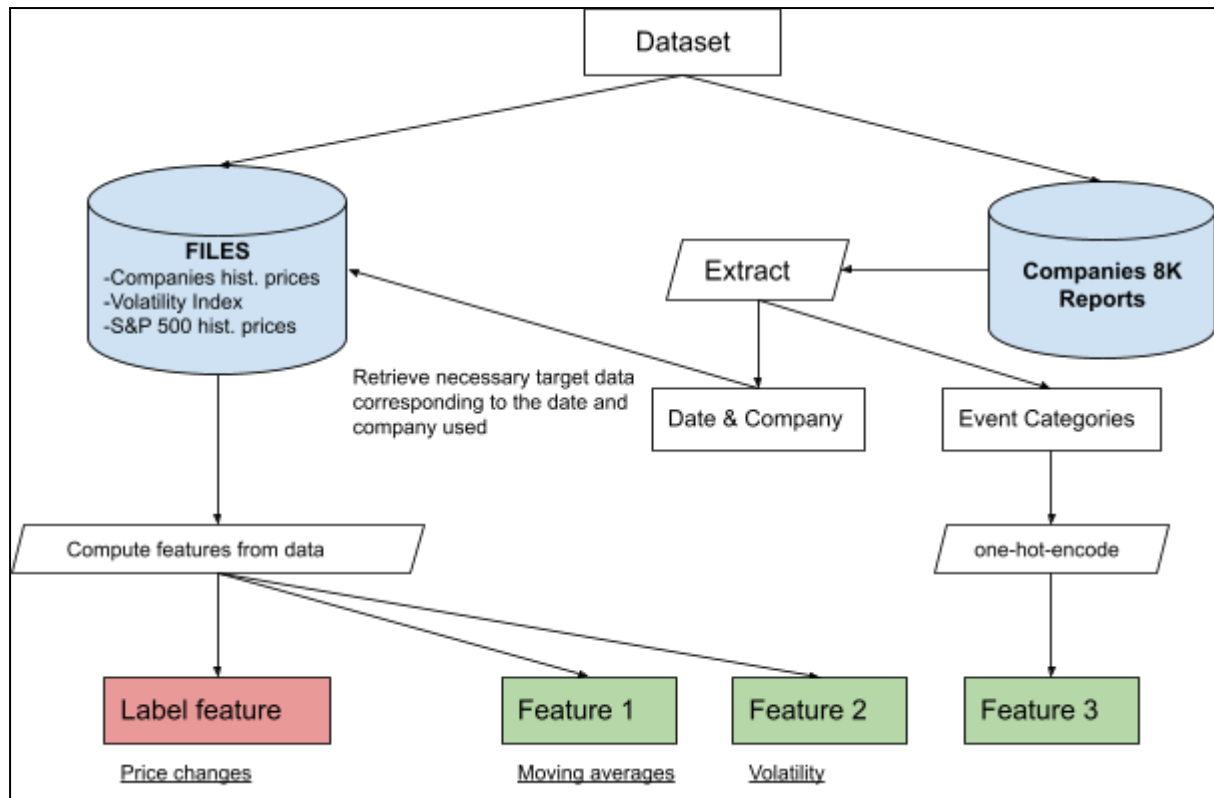 Dataset
FILES
-Companies hist. prices
-Volatility Index
-S&P 500 hist. prices
Extract
Companies 8K
Reports
Retrieve necessary target data
corresponding to the date and
company used
Date & Company
Event Categories
Compute features from data
one-hot-encode
Label feature
Feature 1
Feature 2
Feature 3
Price changes
Moving averages
Volatility